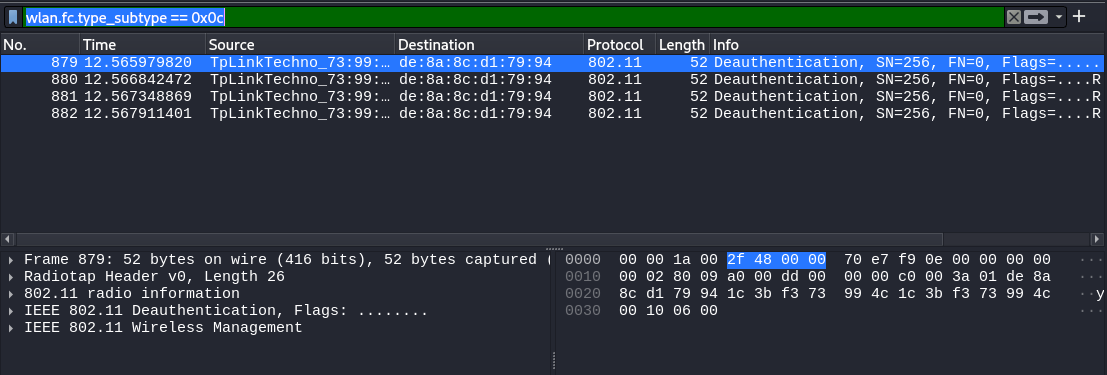 wlan.fc.type_subtype == 0x0c
No. Time Source Destination Protocol Length Info
879 12.565979820 TpLinkTechno_73:99:… de:8a:8c:d1:79:94 802.11 52 Deauthentication, SN=256, FN=0, Flags=.....
880 12.566842472 TpLinkTechno_73:99:… de:8a:8c:d1:79:94 802.11 52 Deauthentication, SN=256, FN=0, Flags=....R
881 12.567348869 TpLinkTechno_73:99:… de:8a:8c:d1:79:94 802.11 52 Deauthentication, SN=256, FN=0, Flags=....R
882 12.567911401 TpLinkTechno_73:99:… de:8a:8c:d1:79:94 802.11 52 Deauthentication, SN=256, FN=0, Flags=....R
Frame 879: 52 bytes on wire (416 bits), 52 bytes captured (
Radiotap Header v0, Length 26
802.11 radio information
IEEE 802.11 Deauthentication, Flags: ........
IEEE 802.11 Wireless Management
0000 00 00 1a 00 2f 48 00 00 70 e7 f9 0e 00 00 00 00 ···
0010 00 02 80 09 a0 00 dd 00 00 00 c0 00 3a 01 de 8a ···
0020 8c d1 79 94 1c 3b f3 73 99 4c 1c 3b f3 73 99 4c ··y
0030 00 10 06 00 ···